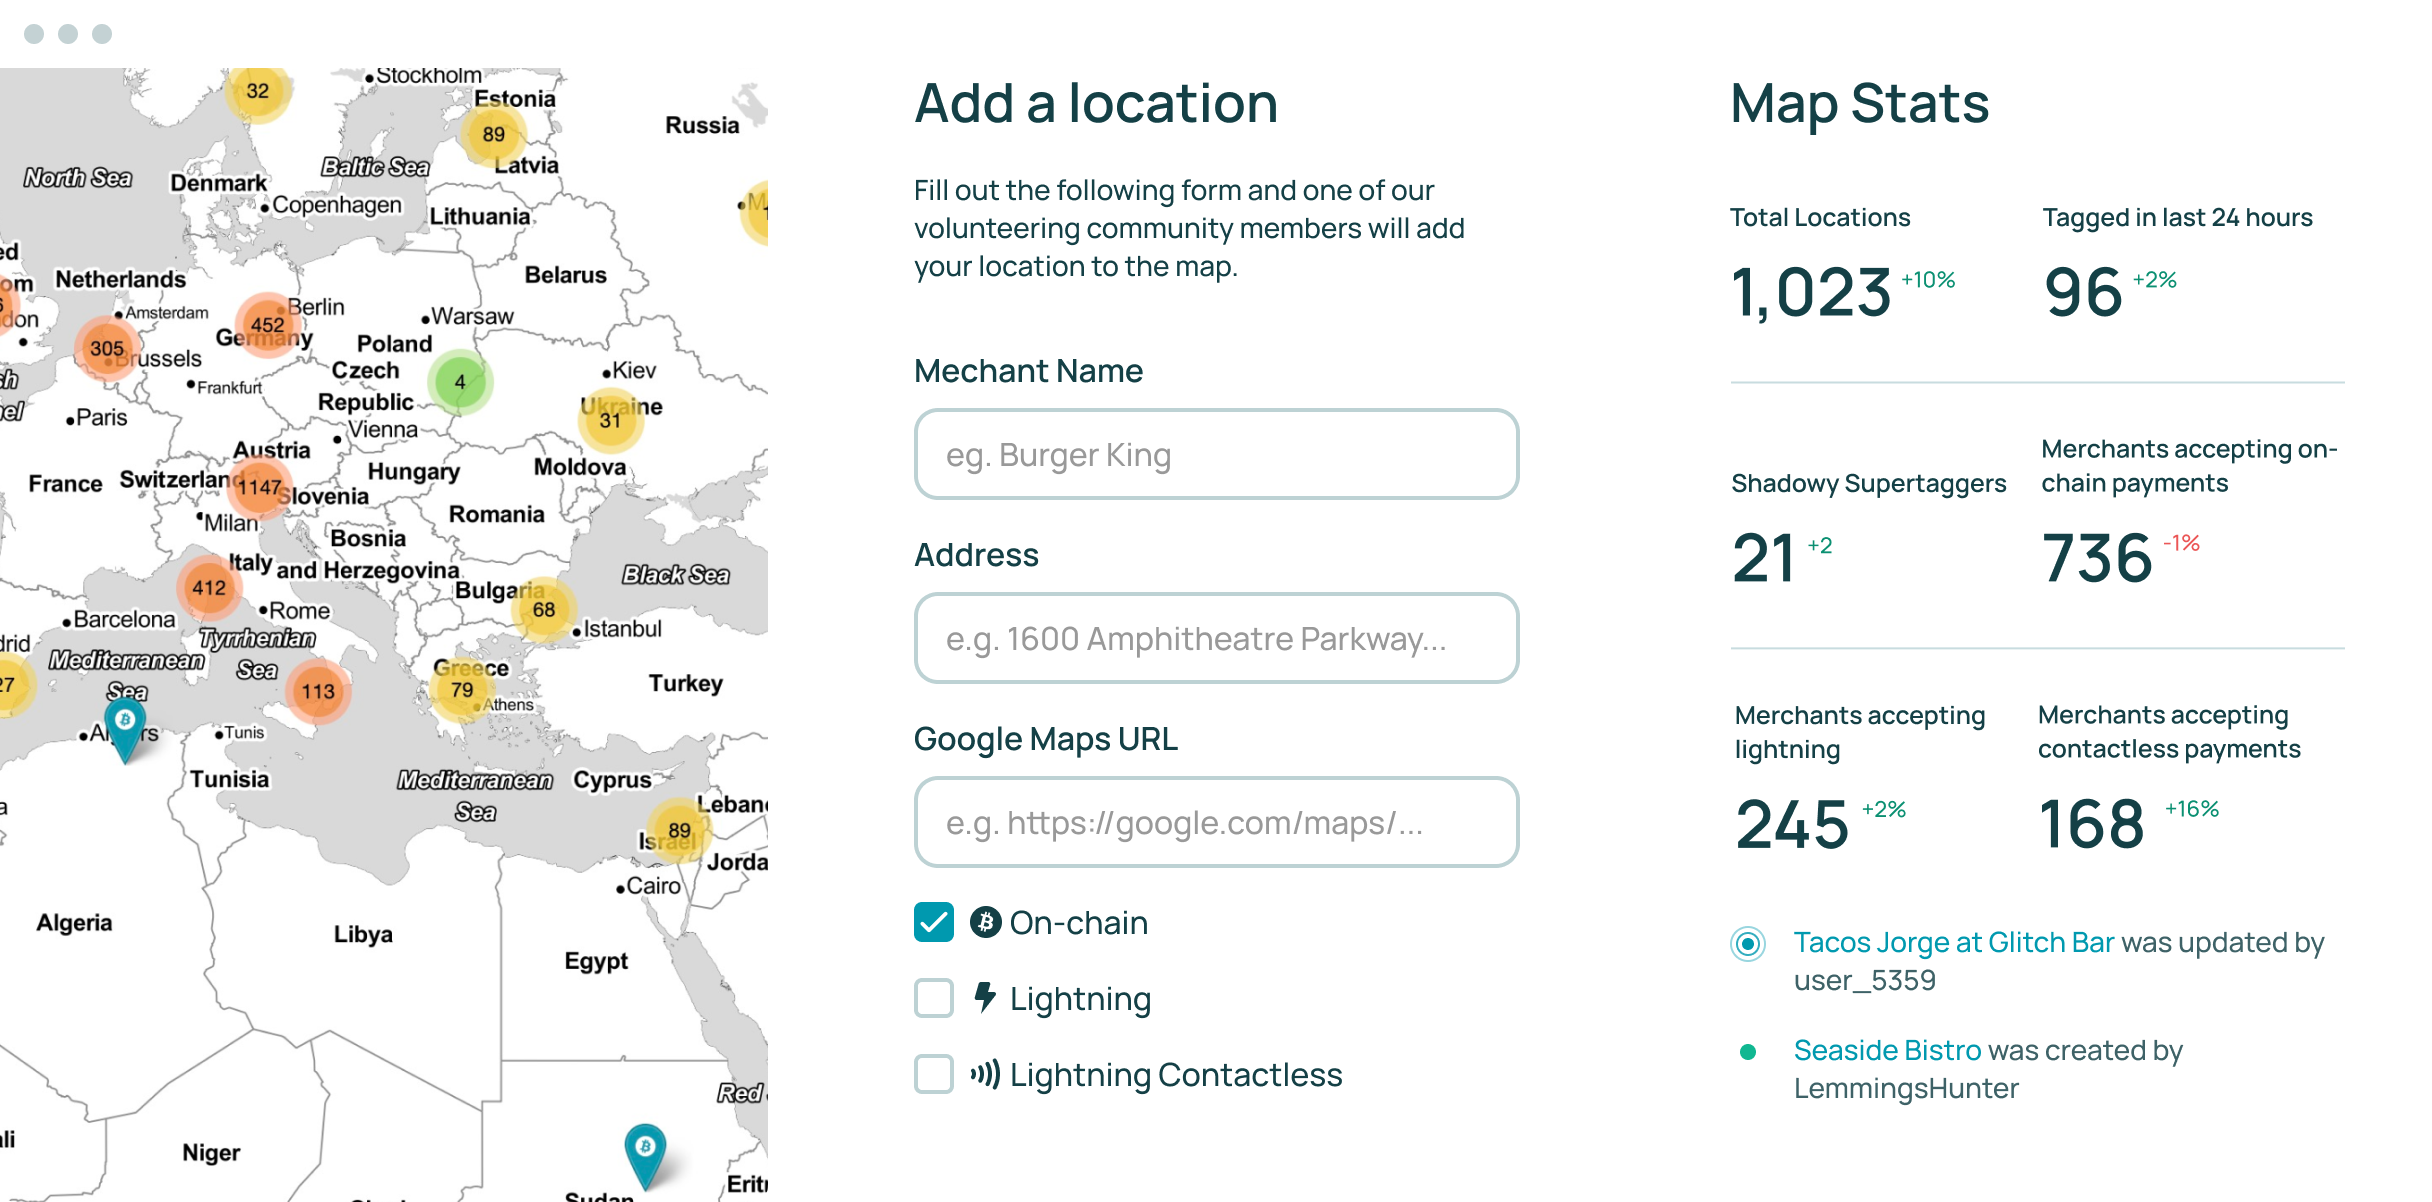 32
Stockholm
Estonia
89
Latvia
Russia
North Sea
Denmark
Baltic Sea
Copenhagen
Lithuania
Netherlands
Belarus
Amsterdam
Berlin
452
Germany
Warsaw
305
Brussels
Poland
Czech
Republic
4
Kiev
Ukraine
31
Frankfurt
Paris
Vienna
Austria
France
Switzerland
1147
Slovenia
Hungary
Moldova
Milan
Romania
Bosnia
and Herzegovina
Italy
412
Rome
Bulgaria
68
Black Sea
Barcelona
Istanbul
Tyrrhenian
Sea
Mediterranean
Sea
27
113
Greece
79
Athens
Turkey
Algiers
Tunis
Tunisia
Mediterranean
Sea
Cyprus
89
Israel
Cairo
Algeria
Libya
Egypt
Red
Niger
Sudan
Add a location
Fill out the following form and one of our
volunteering community members will add
your location to the map.
Mechant Name
eg. Burger King
Address
e.g. 1600 Amphitheatre Parkway...
Google Maps URL
e.g. https://google.com/maps/...
On-chain
Lightning
Lightning Contactless
Map Stats
Total Locations
1,023 +10%
Tagged in last 24 hours
96 +2%
Shadowy Supertaggers
21 +2
Merchants accepting on-
chain payments
736 -1%
Merchants accepting
lightning
245 +2%
Merchants accepting
contactless payments
168 +16%
Tacos Jorge at Glitch Bar was updated by
user_5359
Seaside Bistro was created by
LemmingsHunter